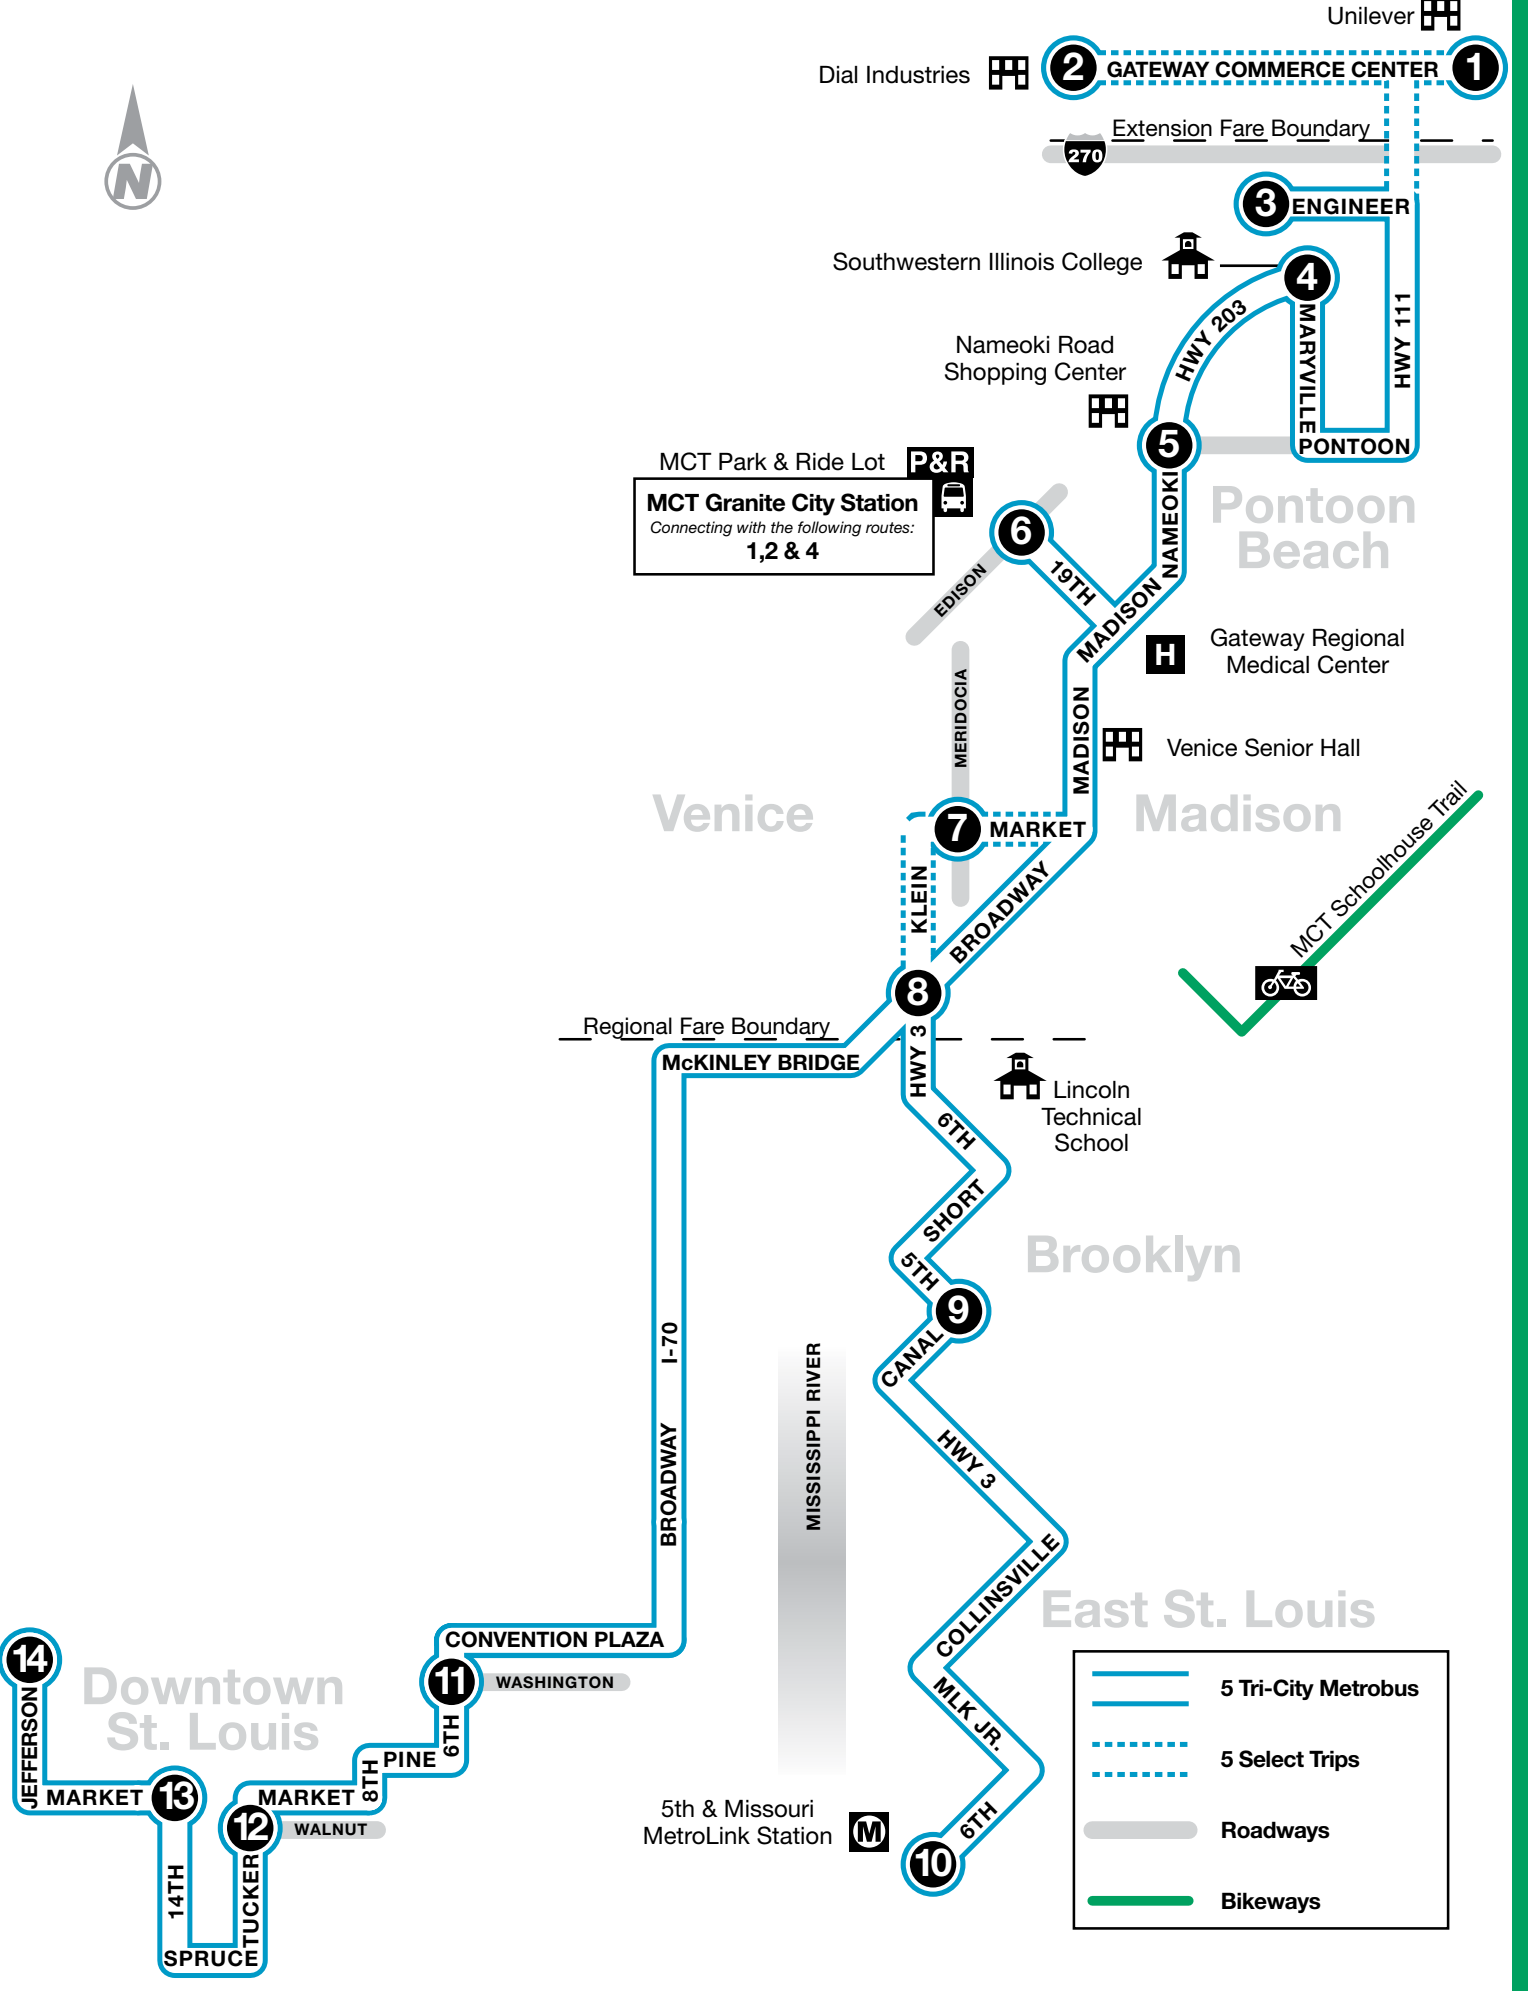 Unilever
Dial Industries
2
GATEWAY COMMERCE CENTER
1
Extension Fare Boundary
270
N
3
ENGINEER
Southwestern Illinois College
4
HWY 203
MARYVILLE
HWY 111
Nameoki Road
Shopping Center
5
PONTOON
MCT Park & Ride Lot
P&R
MCT Granite City Station
Connecting with the following routes:
1,2 & 4
NAMEOKI
Pontoon
Beach
6
19TH
EDISON
MADISON
Gateway Regional
Medical Center
H
MERIDOCIA
MADISON
Venice Senior Hall
Venice
Madison
7
MARKET
MCT Schoolhouse Trail
KLEIN
BROADWAY
8
Regional Fare Boundary
McKINLEY BRIDGE
HWY 3
Lincoln
Technical
School
6TH
SHORT
Brooklyn
5TH
9
CANAL
I-70
MISSISSIPPI RIVER
BROADWAY
HWY 3
COLLINSVILLE
East St. Louis
CONVENTION PLAZA
14
Downtown
St. Louis
11
WASHINGTON
MLK JR.
JEFFERSON
6TH
PINE
8TH
MARKET
13
MARKET
12
WALNUT
5th & Missouri
MetroLink Station
M
6TH
10
14TH
TUCKER
SPRUCE
5 Tri-City Metrobus
5 Select Trips
Roadways
Bikeways